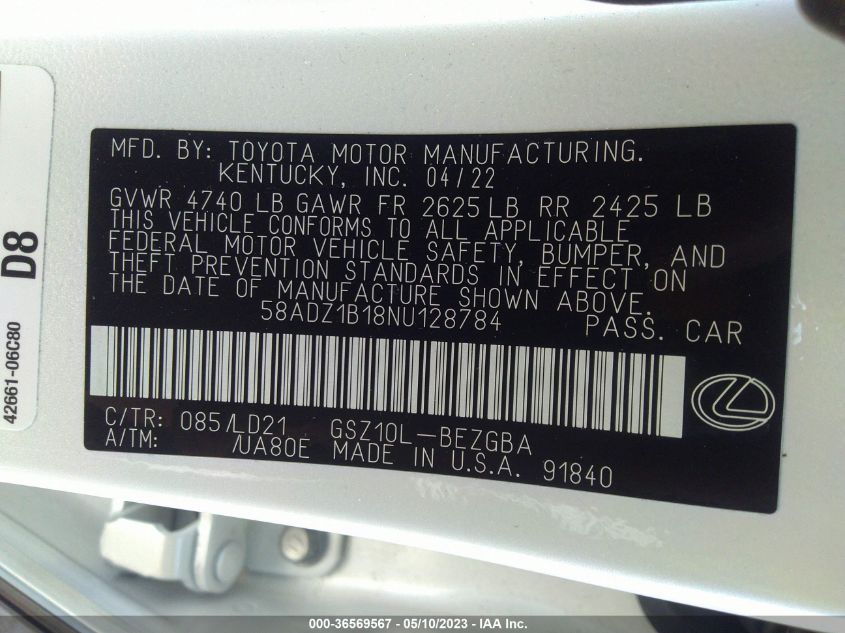 MFD. BY: TOYOTA MOTOR MANUFACTURING.
KENTUCKY, INC. 04/22
GVWR 4740 LB GAWR FR 2625 LB RR 2425 LB
THIS VEHICLE CONFORMS TO ALL APPLICABLE
FEDERAL MOTOR VEHICLE SAFETY, BUMPER, AND
THEFT PREVENTION STANDARDS IN EFFECT ON
THE DATE OF MANUFACTURE SHOWN ABOVE.
58ADZ1B18NU128784 PASS. CAR
C/TR: 085/LD21 GSZ10L-BEZGBA
A/TM: /UA80E MADE IN U.S.A. 91840
D8
42661-06C80
000-36569567 - 05/10/2023 - IAA Inc.